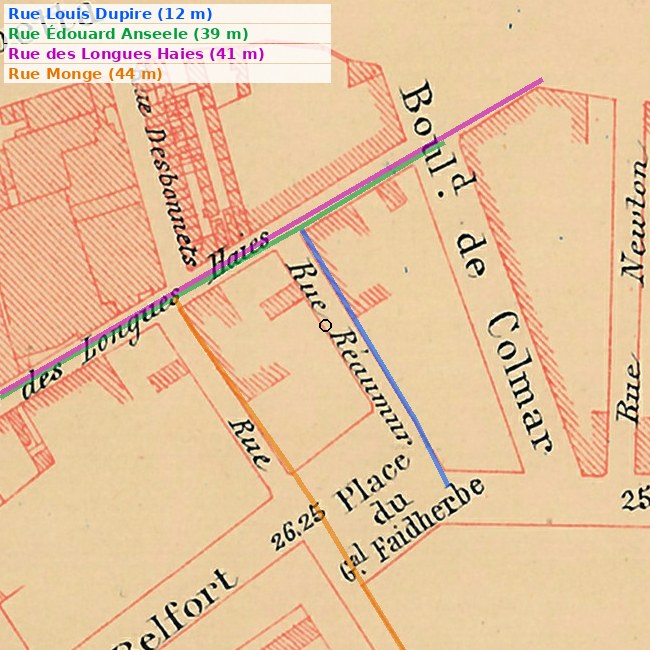 Rue Louis Dupire (12 m)
Rue Édouard Anseele (39 m)
Rue des Longues Haies (41 m)
Rue Monge (44 m)
Rue Desbonnets
Bould. de Colmar
des Longues Haies
Rue Newton
Rue Réaumur
Rue
26.25
Place
du
Gal. Faidherbe
25
Belfort